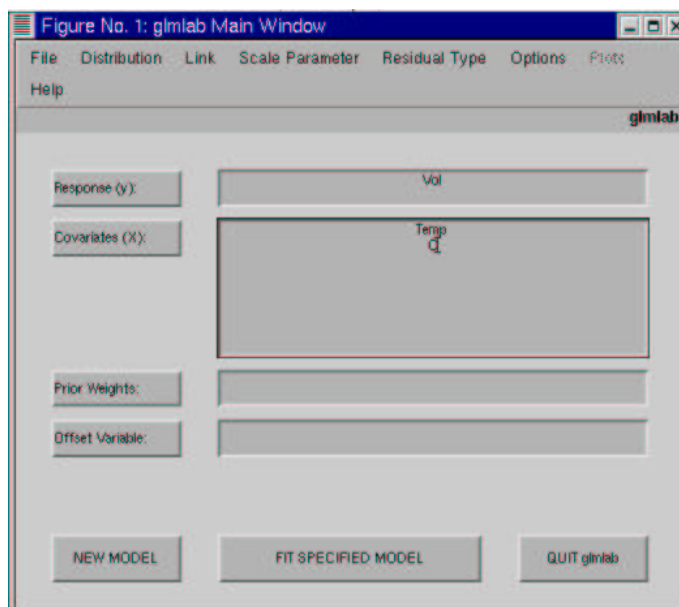 Figure No. 1: glmlab Main Window
File Distribution Link Scale Parameter Residual Type Options Plots
Help
glmlab
Response (y):
Vol
Covariates (X):
Temp
C
Prior Weights:
Offset Variable:
NEW MODEL FIT SPECIFIED MODEL QUIT glmlab